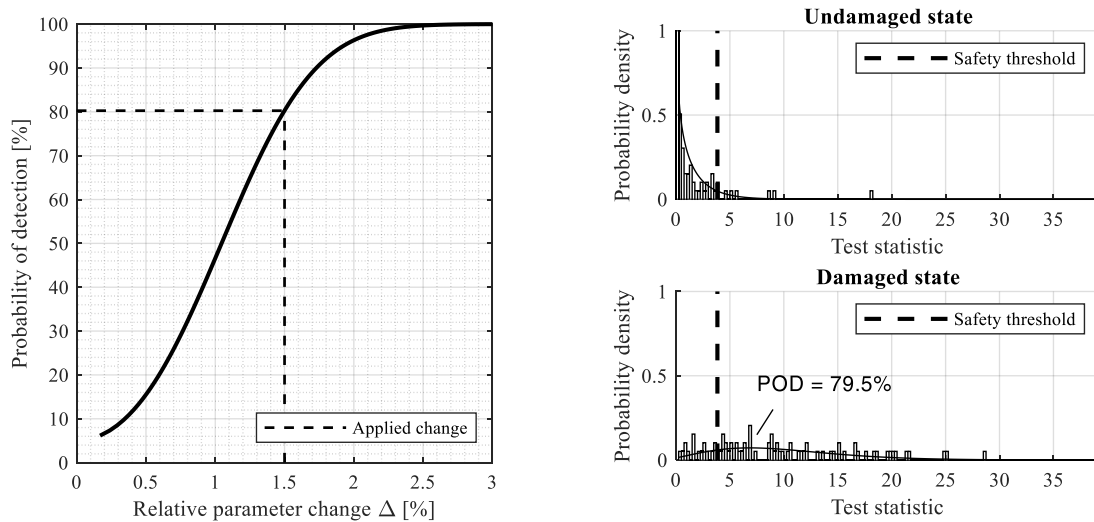 100
90
80
70
60
50
40
30
20
10
0
Probability of detection [%]
0 0.5 1 1.5 2 2.5 3
Relative parameter change Δ [%]
Applied change
Undamaged state
Safety threshold
1
0.5
0
Probability density
0 5 10 15 20 25 30 35
Test statistic
Damaged state
Safety threshold
POD = 79.5%
1
0.5
0
Probability density
0 5 10 15 20 25 30 35
Test statistic